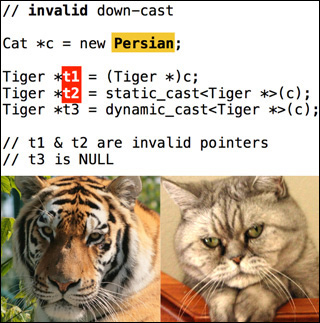 // invalid down-cast
Cat *c = new Persian;
Tiger *t1 = (Tiger *)c;
Tiger *t2 = static_cast<Tiger *>(c);
Tiger *t3 = dynamic_cast<Tiger *>(c);
// t1 & t2 are invalid pointers
// t3 is NULL